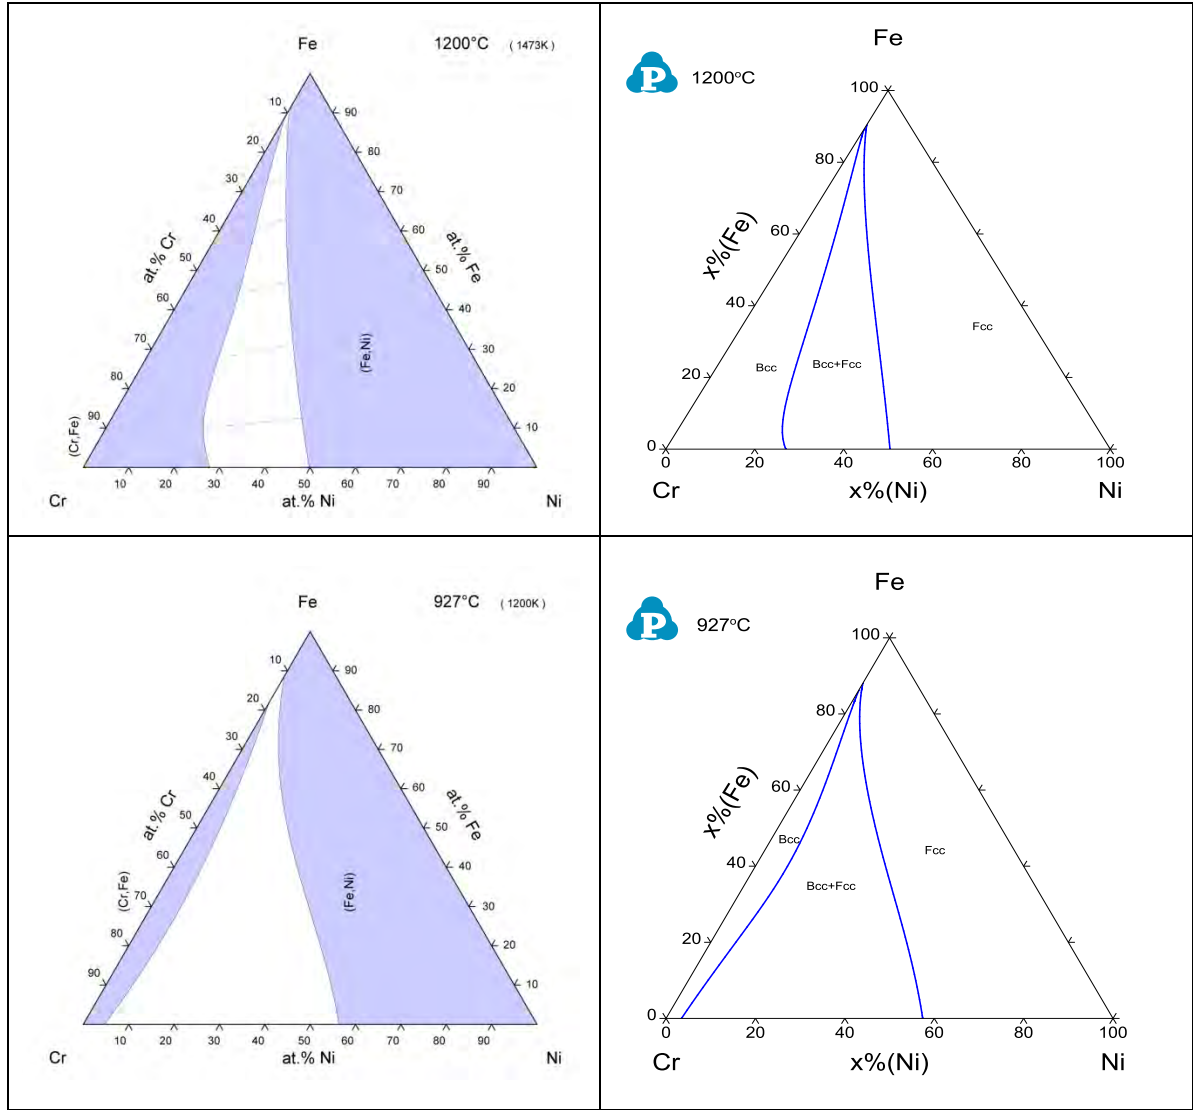 Fe
1200°C ( 1473K )
10
20
30
40
50
60
70
80
90
at.% Cr
90
80
70
60
50
40
30
20
10
at.% Fe
(Cr,Fe)
(Fe,Ni)
10 20 30 40 50 60 70 80 90
Cr at.% Ni Ni
Fe
P 1200°C
100
80
60
40
20
0
x%(Fe)
Bcc
Bcc+Fcc
Fcc
0 20 40 60 80 100
Cr x%(Ni) Ni
Fe
927°C ( 1200K )
10
20
30
40
50
60
70
80
90
at.% Cr
90
80
70
60
50
40
30
20
10
at.% Fe
(Cr,Fe)
(Fe,Ni)
10 20 30 40 50 60 70 80 90
Cr at.% Ni Ni
Fe
P 927°C
100
80
60
40
20
0
x%(Fe)
Bcc
Bcc+Fcc
Fcc
0 20 40 60 80 100
Cr x%(Ni) Ni